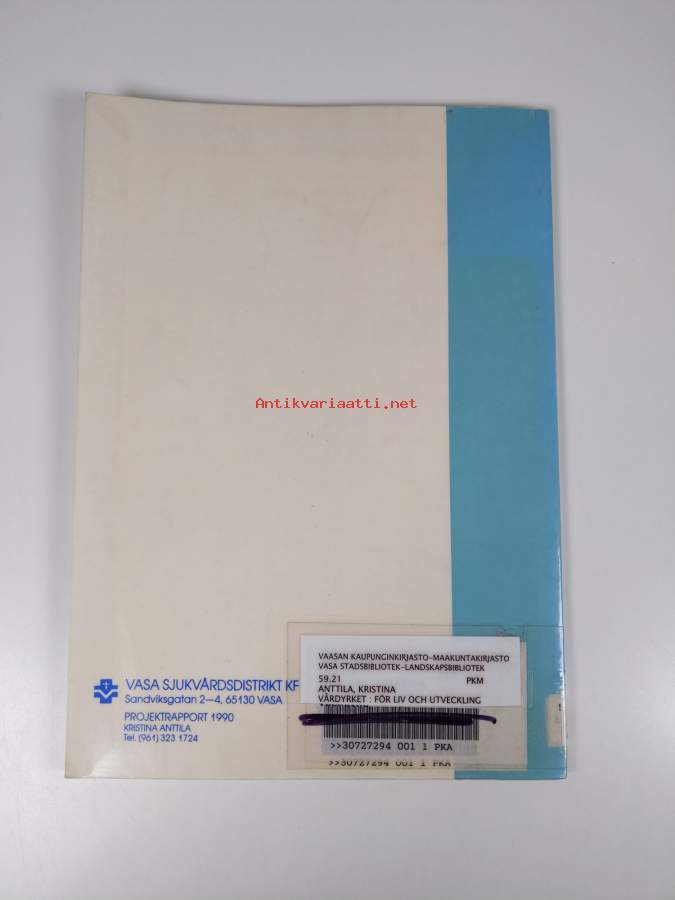 Antikvariaatti.net
VAASAN KAUPUNGINKIRJASTO-MAAKUNTAKIRJASTO
VASA STADSBIBLIOTEK-LANDSKAPSBIBLIOTEK
59.21 PKM
ANTTILA, KRISTINA
VÅRDYRKET : FÖR LIV OCH UTVECKLING
>>30727294 001 1 PKA
>>30727294 001 1 PKA
VASA SJUKVÅRDSDISTRIKT KF
Sandviksgatan 2–4, 65130 VASA
PROJEKTRAPPORT 1990
KRISTINA ANTTILA
Tel. (961) 323 1724